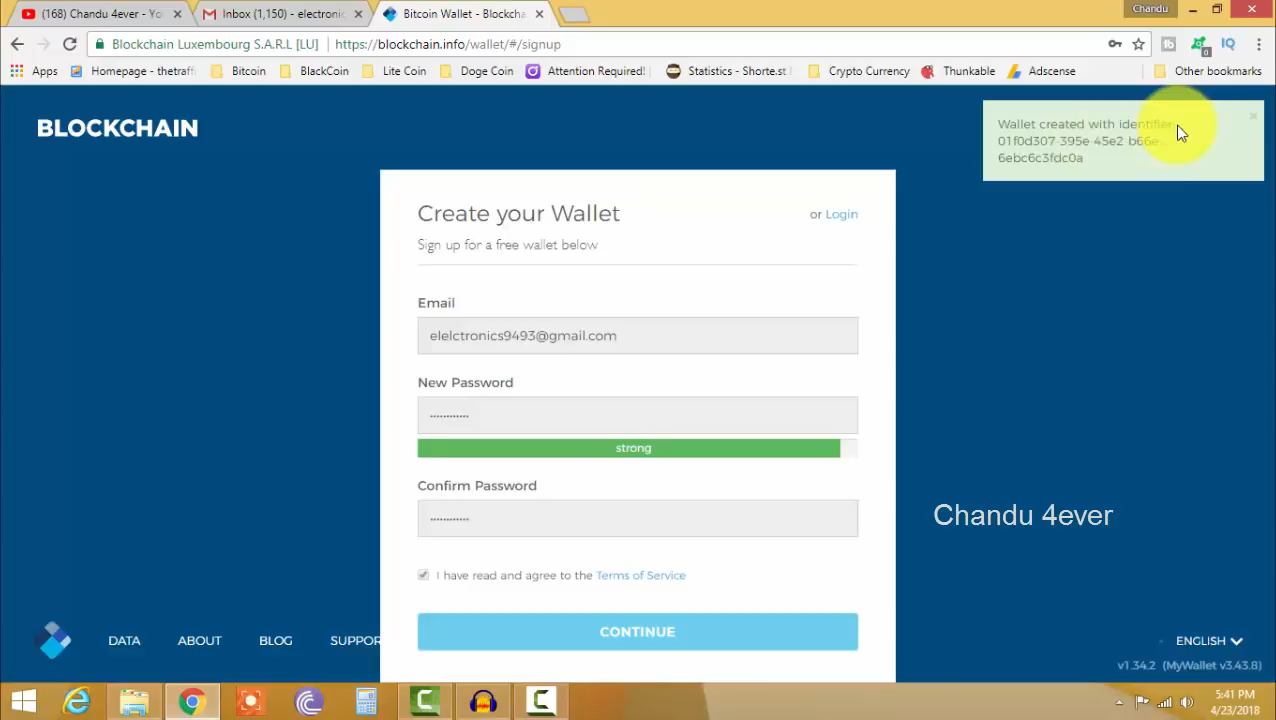 (168) Chandu 4ever - Yo
Inbox (1,150) - electronic
Bitcoin Wallet - Blockcha
Chandu
Blockchain Luxembourg S.A.R.L [LU]
https://blockchain.info/wallet/#/signup
Apps
Homepage - thetraffi
Bitcoin
BlackCoin
Lite Coin
Doge Coin
Attention Required!
Statistics - Shorte.st
Crypto Currency
Thunkable
Adscense
Other bookmarks
BLOCKCHAIN
Wallet created with identifier
01f0d307-395e-45e2-b66e-
6ebc6c3fdc0a
Create your Wallet
or Login
Sign up for a free wallet below
Email
elelctronics9493@gmail.com
New Password
strong
Confirm Password
Chandu 4ever
I have read and agree to the Terms of Service
CONTINUE
DATA
ABOUT
BLOG
SUPPOR
ENGLISH
v1.34.2 (MyWallet v3.43.8)
5:41 PM
4/23/2018